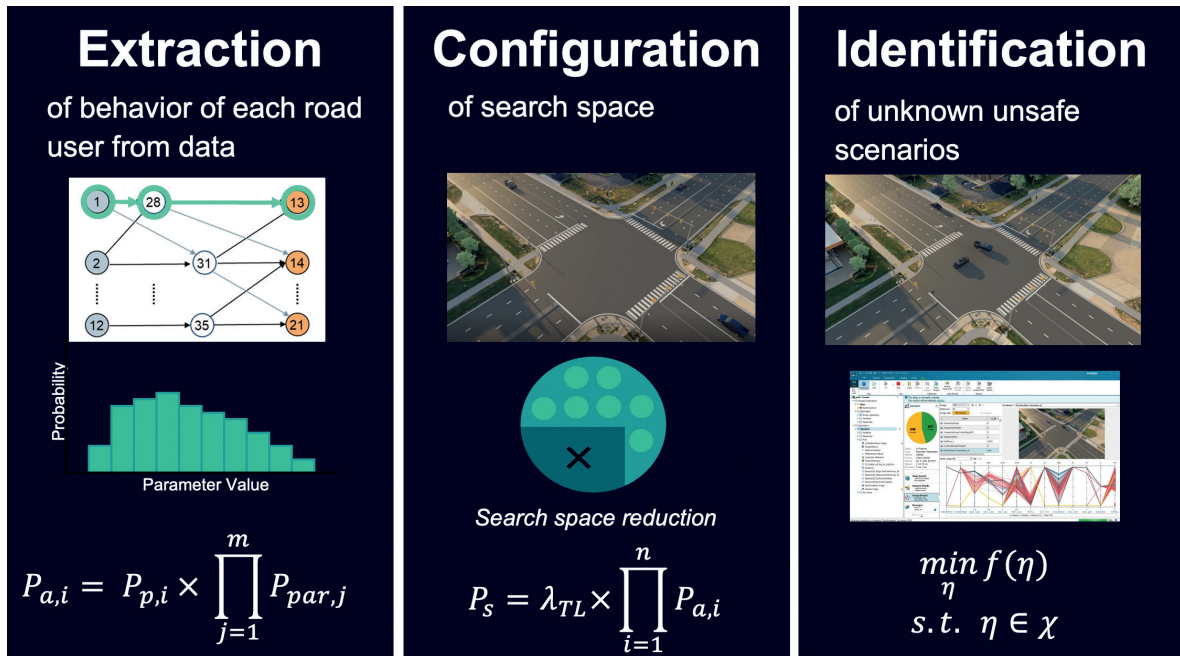 Extraction
of behavior of each road
user from data
1
28
13
2
31
14
12
35
21
Probability
Parameter Value
P_{a,i} = P_{p,i} × ∏_{j=1}^{m} P_{par,j}
Configuration
of search space
×
Search space reduction
P_s = λ_{TL} × ∏_{i=1}^{n} P_{a,i}
Identification
of unknown unsafe
scenarios
min_η f(η)
s.t. η ∈ χ